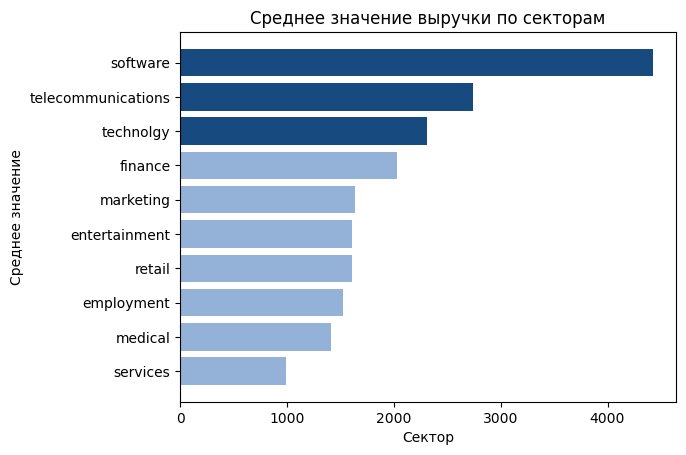 Среднее значение выручки по секторам
Среднее значение
software
telecommunications
technolgy
finance
marketing
entertainment
retail
employment
medical
services
0 1000 2000 3000 4000
Сектор